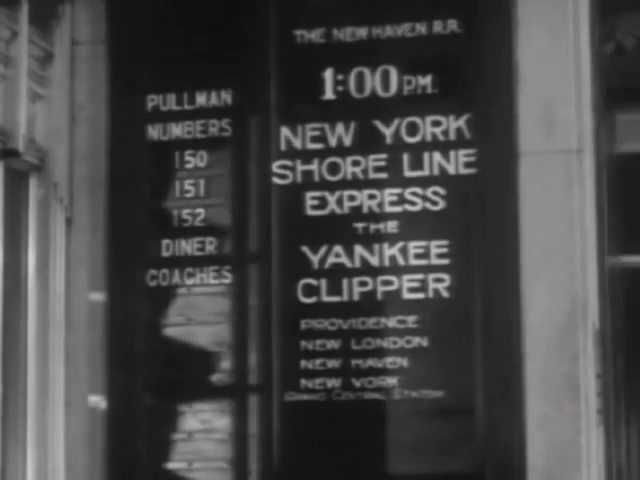 PULLMAN
NUMBERS
150
151
152
DINER
COACHES
THE NEW HAVEN R.R.
1:00 P.M.
NEW YORK
SHORE LINE
EXPRESS
THE
YANKEE
CLIPPER
PROVIDENCE
NEW LONDON
NEW HAVEN
NEW YORK
GRAND CENTRAL STATION